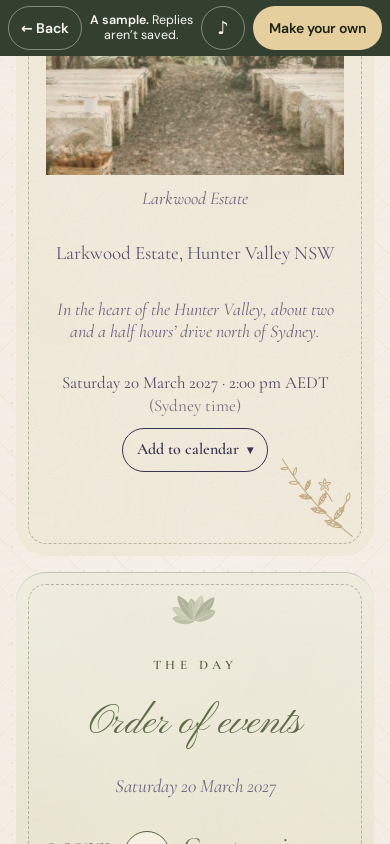 ← Back
A sample. Replies
aren’t saved.
♪
Make your own
Larkwood Estate
Larkwood Estate, Hunter Valley NSW
In the heart of the Hunter Valley, about two
and a half hours’ drive north of Sydney.
Saturday 20 March 2027 · 2:00 pm AEDT
(Sydney time)
Add to calendar ▾
THE DAY
Order of events
Saturday 20 March 2027